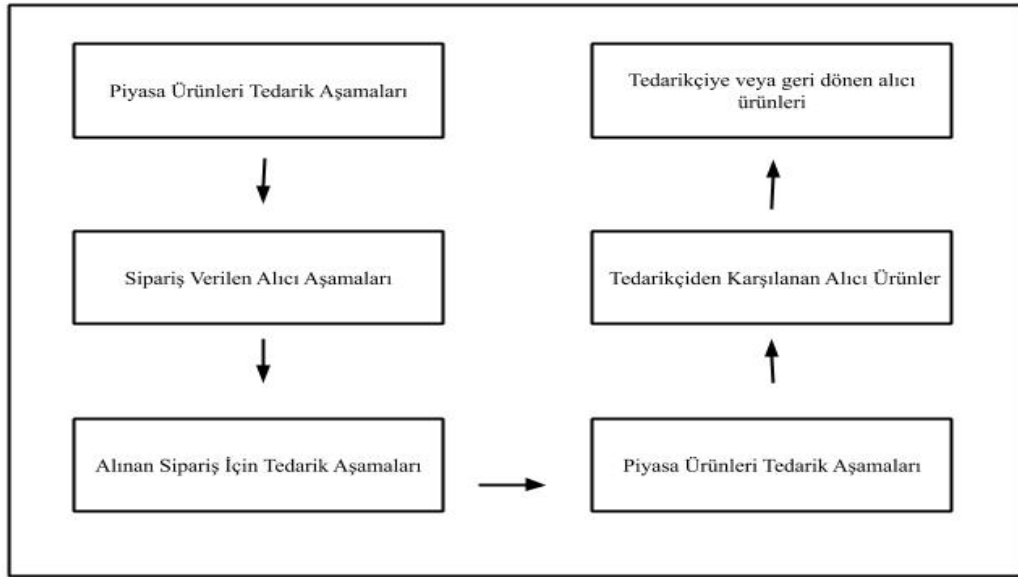 Piyasa Ürünleri Tedarik Aşamaları
Sipariş Verilen Alıcı Aşamaları
Alınan Sipariş İçin Tedarik Aşamaları
Piyasa Ürünleri Tedarik Aşamaları
Tedarikçiden Karşılanan Alıcı Ürünler
Tedarikçiye veya geri dönen alıcı
ürünleri